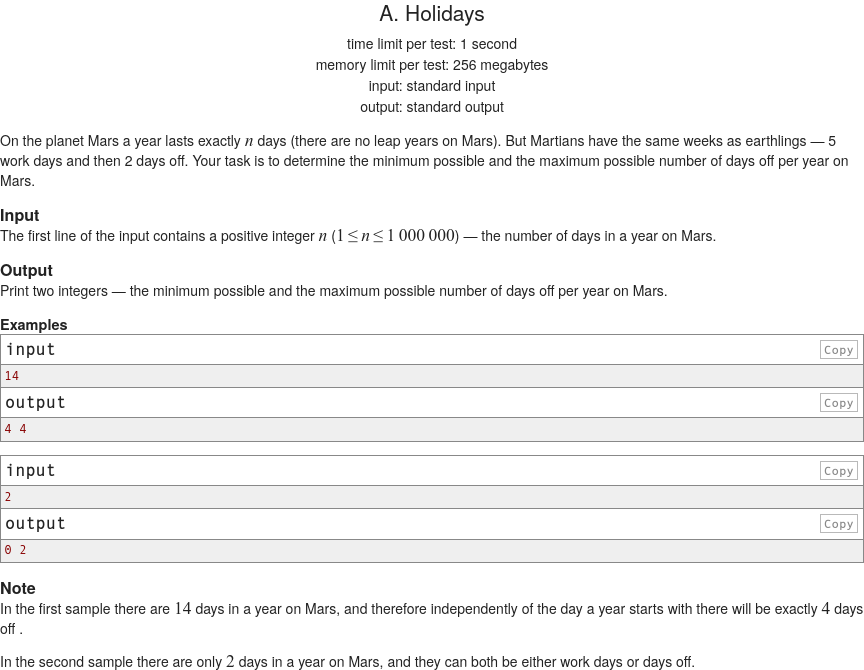 A. Holidays
time limit per test: 1 second
memory limit per test: 256 megabytes
input: standard input
output: standard output
On the planet Mars a year lasts exactly n days (there are no leap years on Mars). But Martians have the same weeks as earthlings — 5
work days and then 2 days off. Your task is to determine the minimum possible and the maximum possible number of days off per year on
Mars.
Input
The first line of the input contains a positive integer n (1 ≤ n ≤ 1 000 000) — the number of days in a year on Mars.
Output
Print two integers — the minimum possible and the maximum possible number of days off per year on Mars.
Examples
input Copy
14
output Copy
4 4
input Copy
2
output Copy
0 2
Note
In the first sample there are 14 days in a year on Mars, and therefore independently of the day a year starts with there will be exactly 4 days
off .
In the second sample there are only 2 days in a year on Mars, and they can both be either work days or days off.